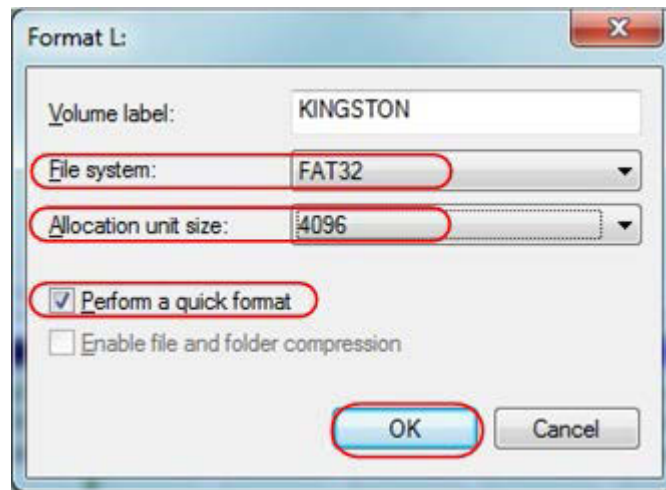 Format L:
Volume label: KINGSTON
File system: FAT32
Allocation unit size: 4096
Perform a quick format
Enable file and folder compression
OK Cancel